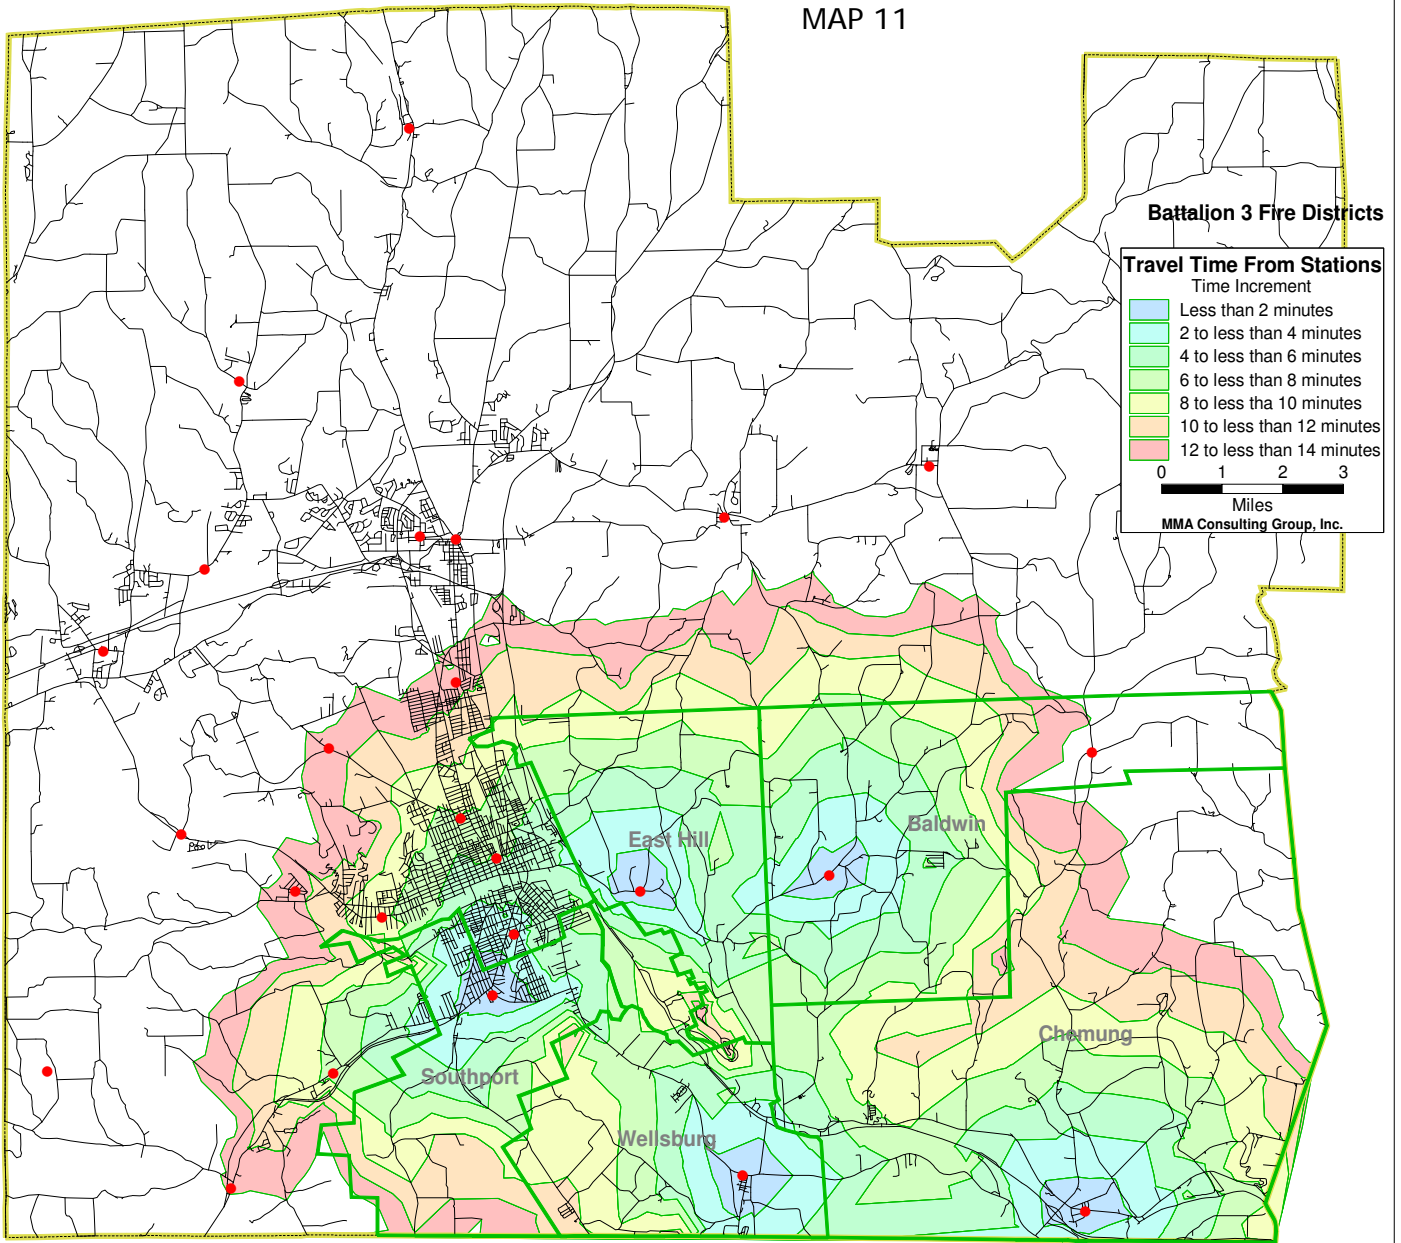 MAP 11
Battalion 3 Fire Districts
Travel Time From Stations
Time Increment
Less than 2 minutes
2 to less than 4 minutes
4 to less than 6 minutes
6 to less than 8 minutes
8 to less tha 10 minutes
10 to less than 12 minutes
12 to less than 14 minutes
0 1 2 3
Miles
MMA Consulting Group, Inc.
East Hill
Baldwin
Chemung
Southport
Wellsburg